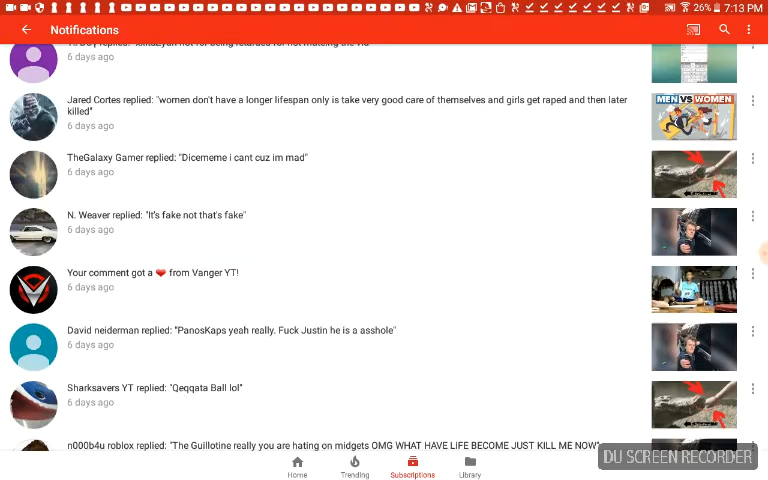 26% 7:13 PM
Notifications
6 days ago
Jared Cortes replied: "women don't have a longer lifespan only is take very good care of themselves and girls get raped and then later
killed"
6 days ago
MEN VS WOMEN
TheGalaxy Gamer replied: "Dicememe i cant cuz im mad"
6 days ago
N. Weaver replied: "It's fake not that's fake"
6 days ago
Your comment got a ❤ from Vanger YT!
6 days ago
David neiderman replied: "PanosKaps yeah really. Fuck Justin he is a asshole"
6 days ago
Sharksavers YT replied: "Qeqqata Ball lol"
6 days ago
n000b4u roblox replied: "The Guillotine really you are hating on midgets OMG WHAT HAVE LIFE BECOME JUST KILL ME NOW"
DU SCREEN RECORDER
Home Trending Subscriptions Library